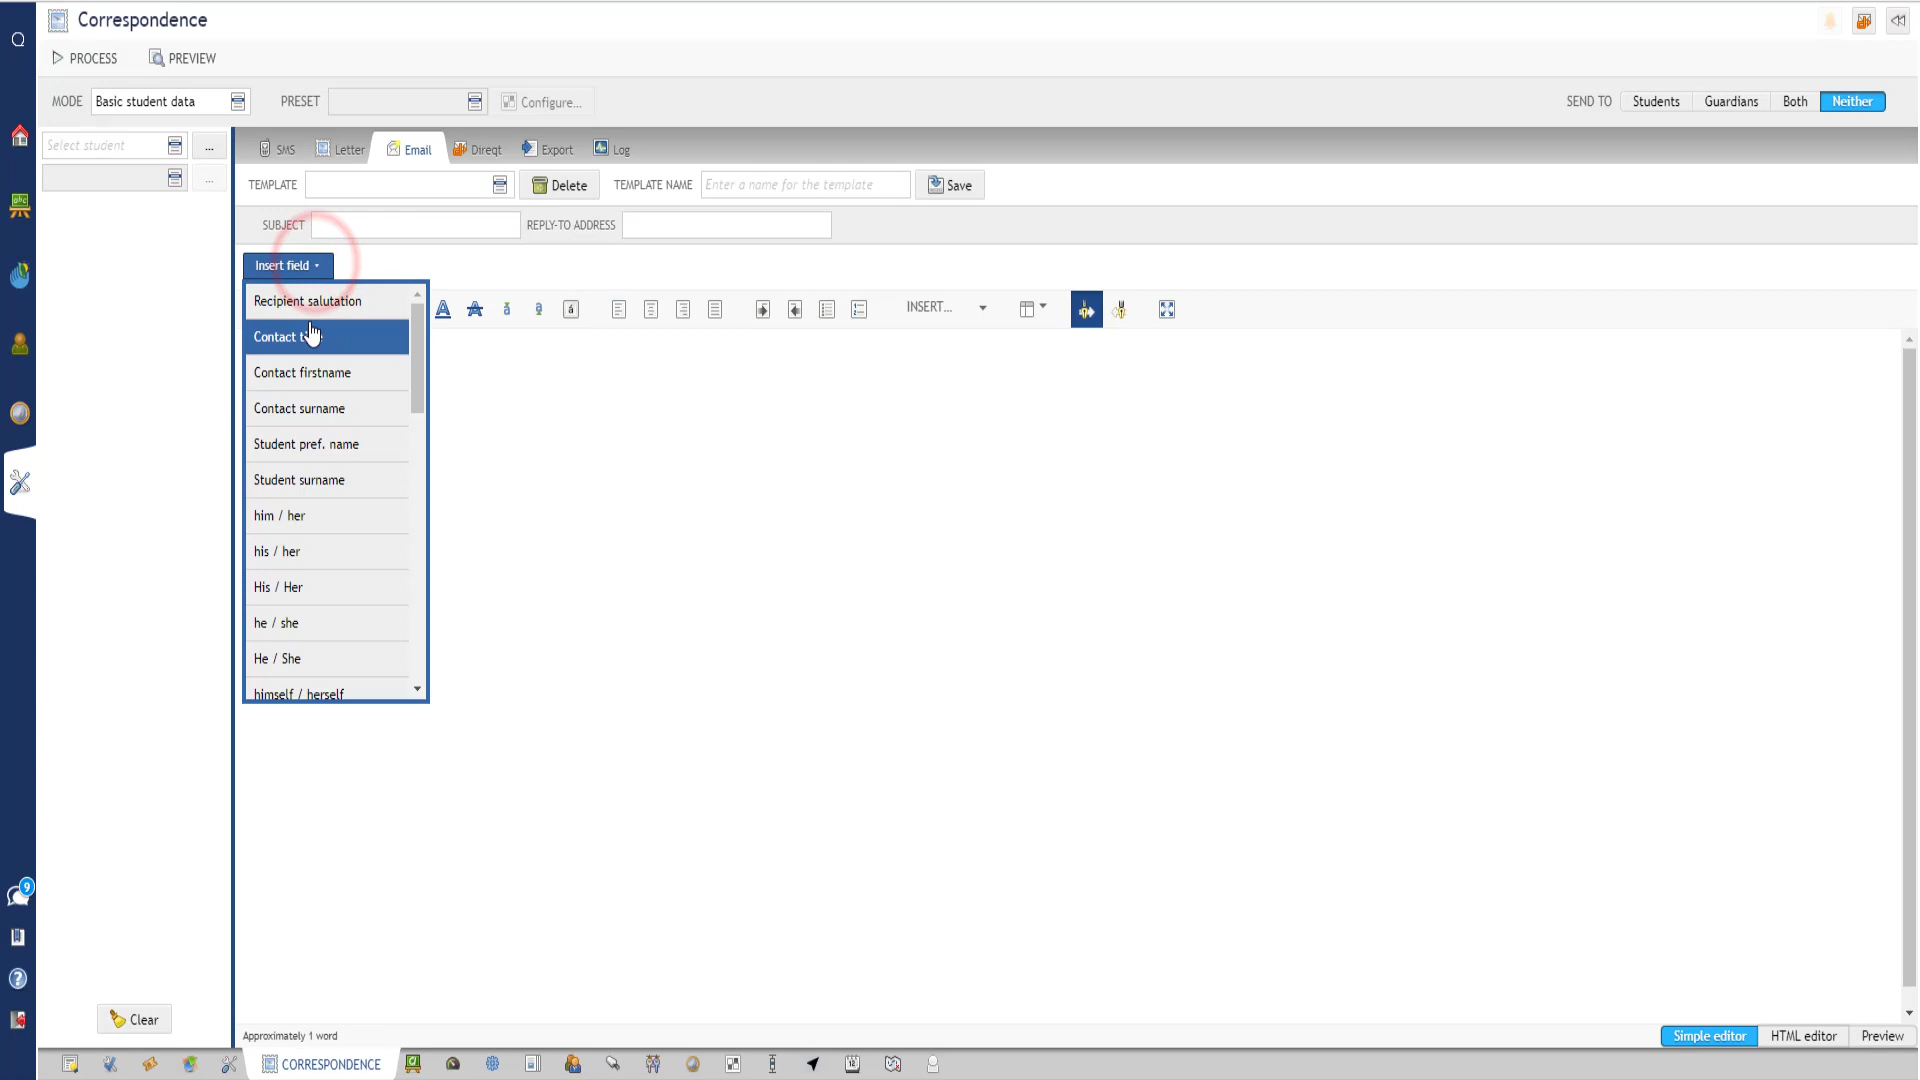 Correspondence
PROCESS PREVIEW
MODE Basic student data PRESET Configure... SEND TO Students Guardians Both Neither
Select student ...
...
SMS Letter Email Direqt Export Log
TEMPLATE Delete TEMPLATE NAME Enter a name for the template Save
SUBJECT REPLY-TO ADDRESS
Insert field
Recipient salutation
INSERT...
Contact
Contact firstname
Contact surname
Student pref. name
Student surname
him / her
his / her
His / Her
he / she
He / She
himself / herself
9
Clear
Approximately 1 word
Simple editor HTML editor Preview
CORRESPONDENCE